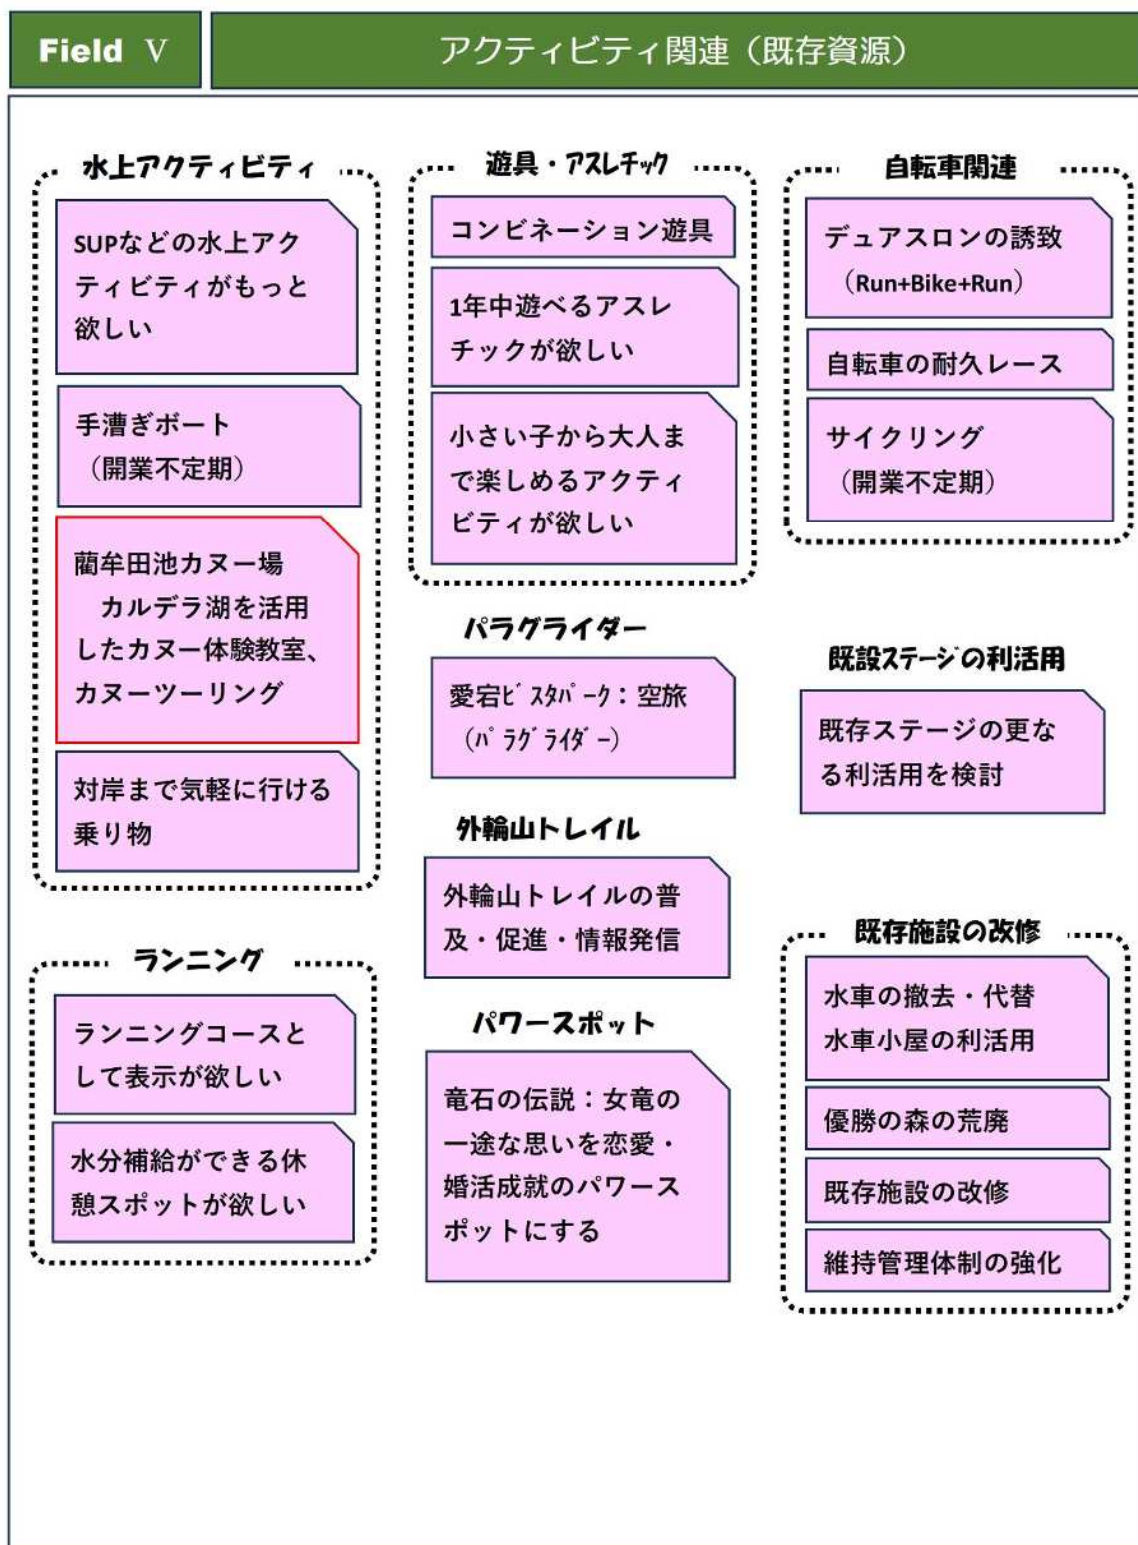 Field Ⅴ
アクティビティ関連（既存資源）
水上アクティビティ
SUPなどの水上アク
ティビティがもっと
欲しい
手漕ぎボート
（開業不定期）
藺牟田池カヌー場
カルデラ湖を活用
したカヌー体験教室、
カヌーツーリング
対岸まで気軽に行ける
乗り物
ランニング
ランニングコースと
して表示が欲しい
水分補給ができる休
憩スポットが欲しい
遊具・アスレチック
コンビネーション遊具
1年中遊べるアスレ
チックが欲しい
小さい子から大人ま
で楽しめるアクティ
ビティが欲しい
パラグライダー
愛宕ﾋﾞｽﾀﾊﾟｰｸ：空旅
（ﾊﾟﾗｸﾞﾗｲﾀﾞｰ）
外輪山トレイル
外輪山トレイルの普
及・促進・情報発信
パワースポット
竜石の伝説：女竜の
一途な思いを恋愛・
婚活成就のパワース
ポットにする
自転車関連
デュアスロンの誘致
（Run+Bike+Run）
自転車の耐久レース
サイクリング
（開業不定期）
既設ステージの利活用
既存ステージの更な
る利活用を検討
既存施設の改修
水車の撤去・代替
水車小屋の利活用
優勝の森の荒廃
既存施設の改修
維持管理体制の強化